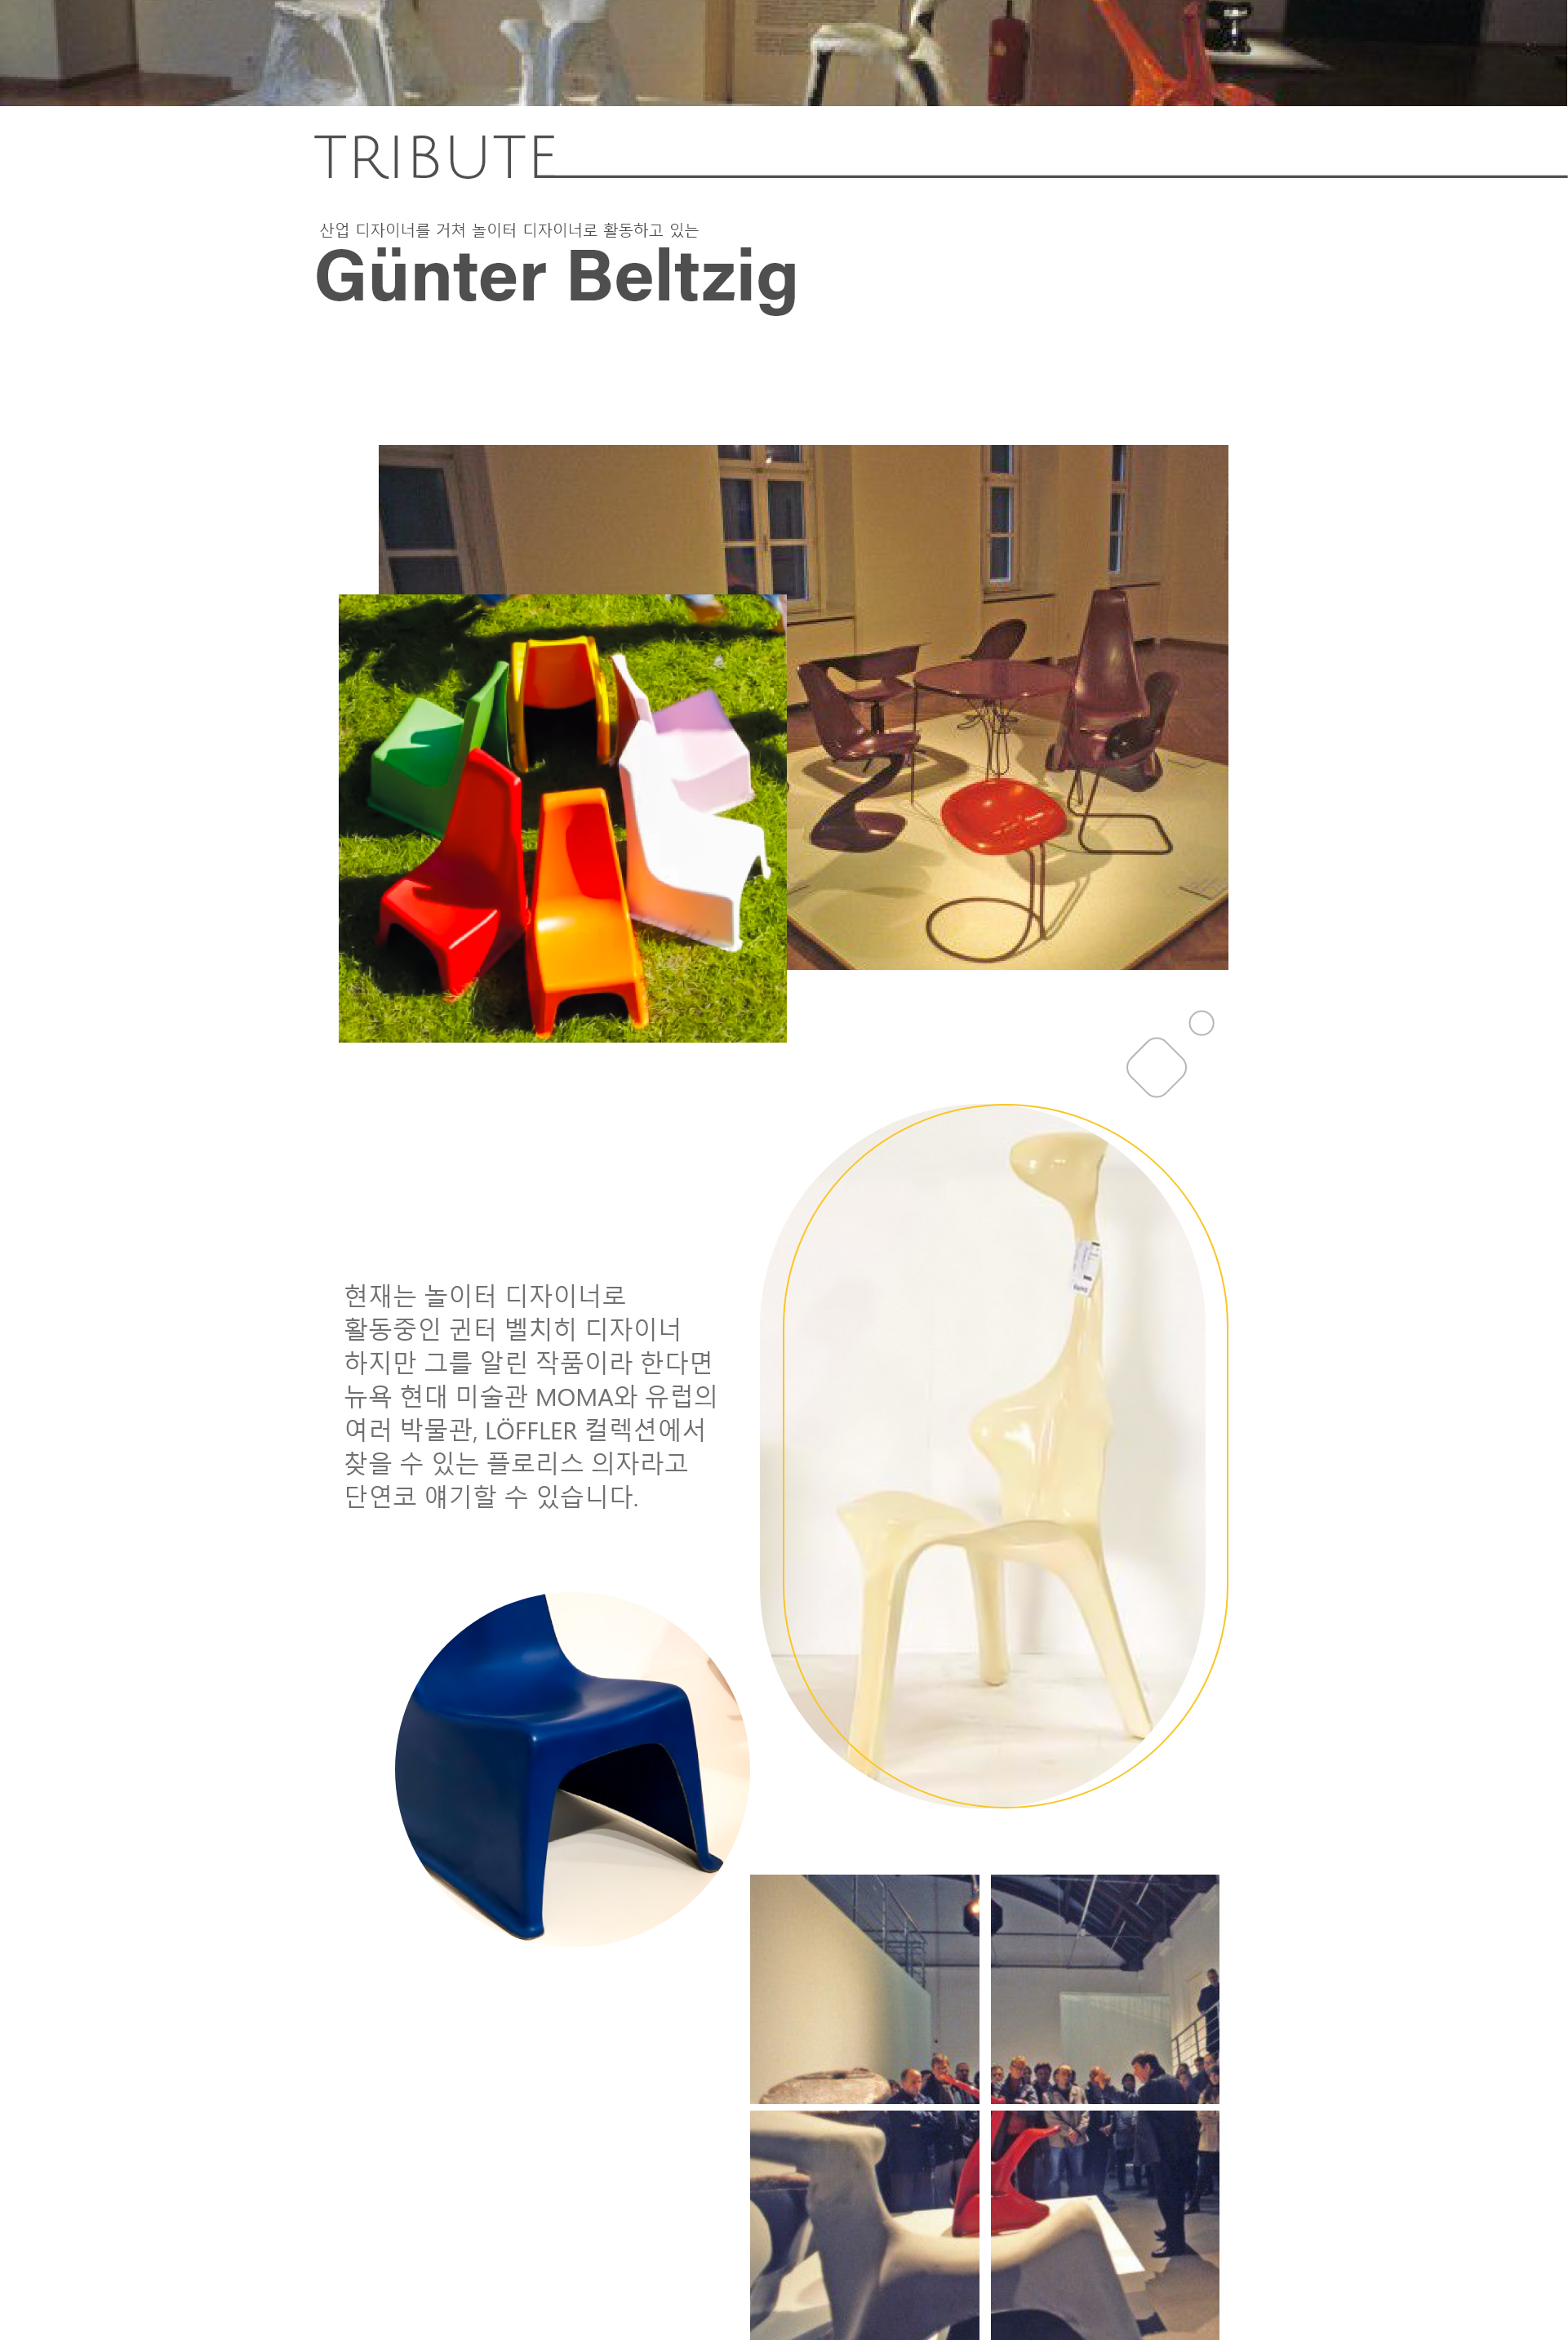 TRIBUTE
산업 디자이너를 거쳐 놀이터 디자이너로 활동하고 있는
Günter Beltzig
현재는 놀이터 디자이너로
활동중인 귄터 벨치히 디자이너
하지만 그를 알린 작품이라 한다면
뉴욕 현대 미술관 MOMA와 유럽의
여러 박물관, LÖFFLER 컬렉션에서
찾을 수 있는 플로리스 의자라고
단연코 얘기할 수 있습니다.